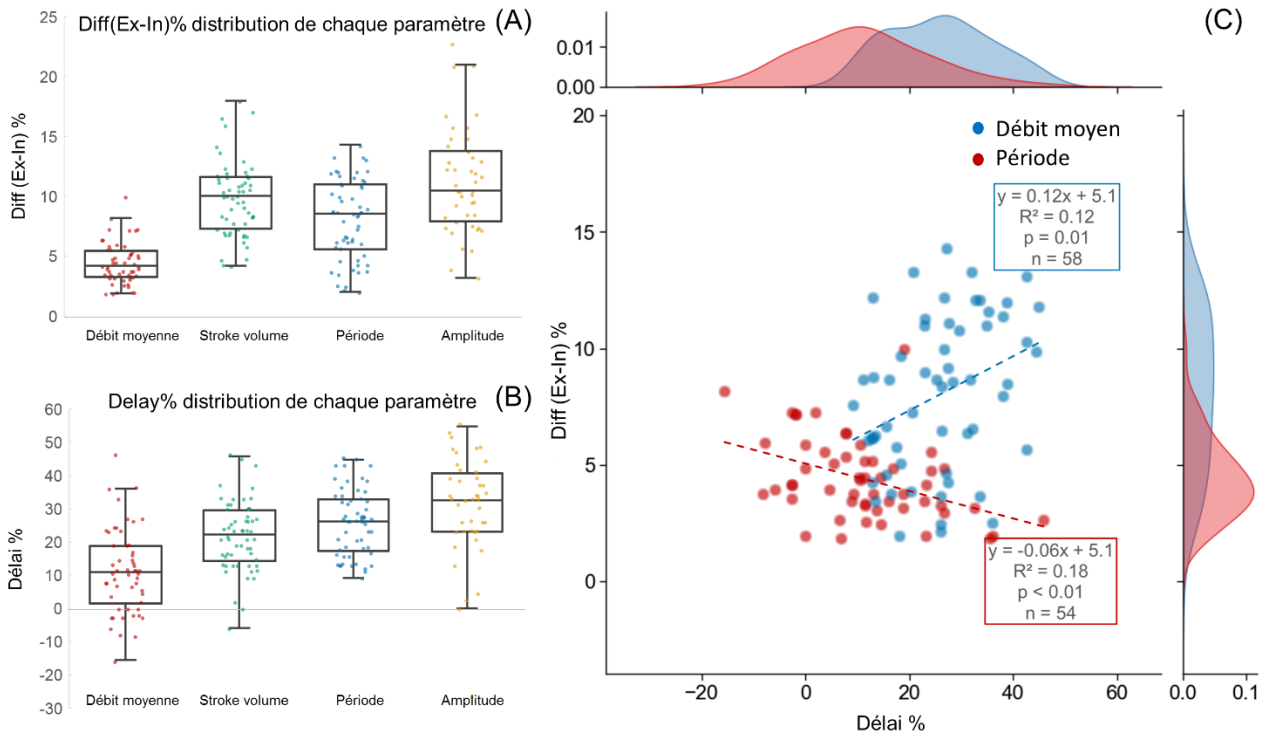 Diff(Ex-In)% distribution de chaque paramètre
(A)
Diff (Ex-In) %
25
20
15
10
5
0
Débit moyenne Stroke volume Période Amplitude
Delay% distribution de chaque paramètre
(B)
Délai %
60
50
40
30
20
10
0
-10
-20
-30
Débit moyenne Stroke volume Période Amplitude
(C)
0.01
0.00
20
15
10
5
0
Diff (Ex-In) %
Débit moyen
Période
y = 0.12x + 5.1
R² = 0.12
p = 0.01
n = 58
y = -0.06x + 5.1
R² = 0.18
p < 0.01
n = 54
−20 0 20 40 60
Délai %
0.0 0.1